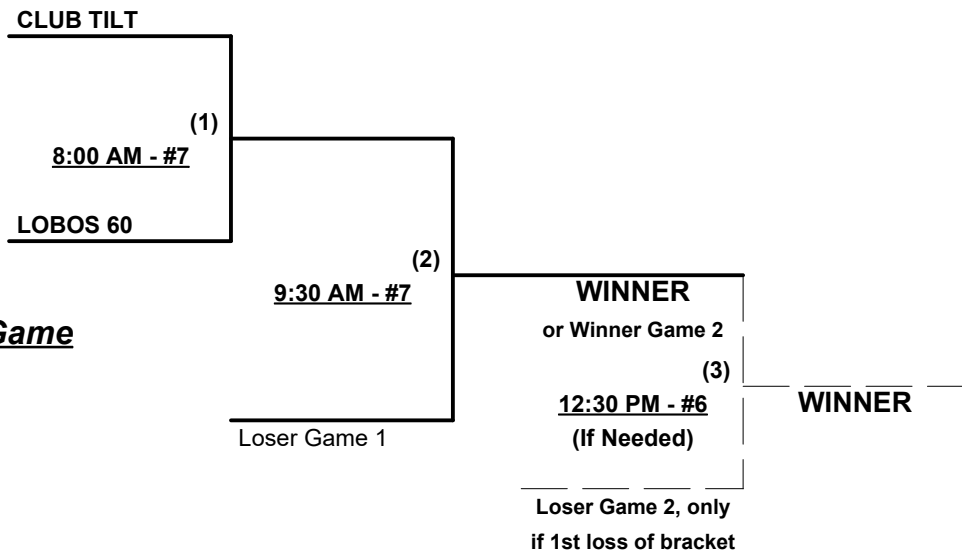 CLUB TILT
(1)
8:00 AM - #7
LOBOS 60
(2)
9:30 AM - #7
WINNER
or Winner Game 2
Game
(3)
12:30 PM - #6
WINNER
Loser Game 1
(If Needed)
Loser Game 2, only
if 1st loss of bracket